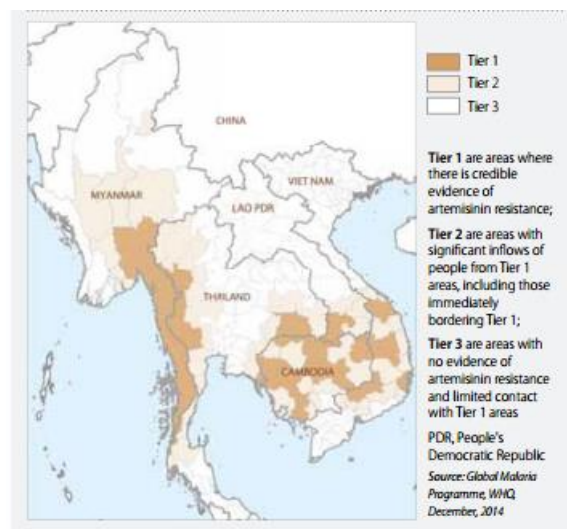 Tier 1
Tier 2
Tier 3
CHINA
VIET NAM
MYANMAR
LAO PDR
THAILAND
CAMBODIA
Tier 1 are areas where
there is credible
evidence of
artemisinin resistance;
Tier 2 are areas with
significant inflows of
people from Tier 1
areas, including those
immediately
bordering Tier 1;
Tier 3 are areas with
no evidence of
artemisinin resistance
and limited contact
with Tier 1 areas
PDR, People's
Democratic Republic
Source: Global Malaria
Programme, WHO,
December, 2014